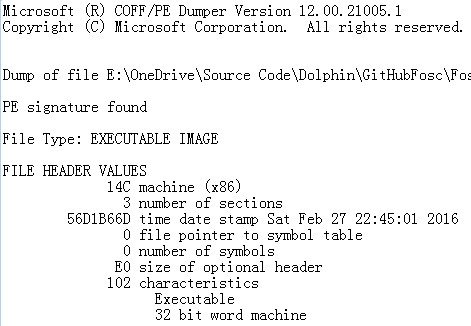 Microsoft (R) COFF/PE Dumper Version 12.00.21005.1
Copyright (C) Microsoft Corporation.  All rights reserved.
Dump of file E:\OneDrive\Source Code\Dolphin\GitHubFosc\Fos
PE signature found
File Type: EXECUTABLE IMAGE
FILE HEADER VALUES
14C machine (x86)
3 number of sections
56D1B66D time date stamp Sat Feb 27 22:45:01 2016
0 file pointer to symbol table
0 number of symbols
E0 size of optional header
102 characteristics
Executable
32 bit word machine